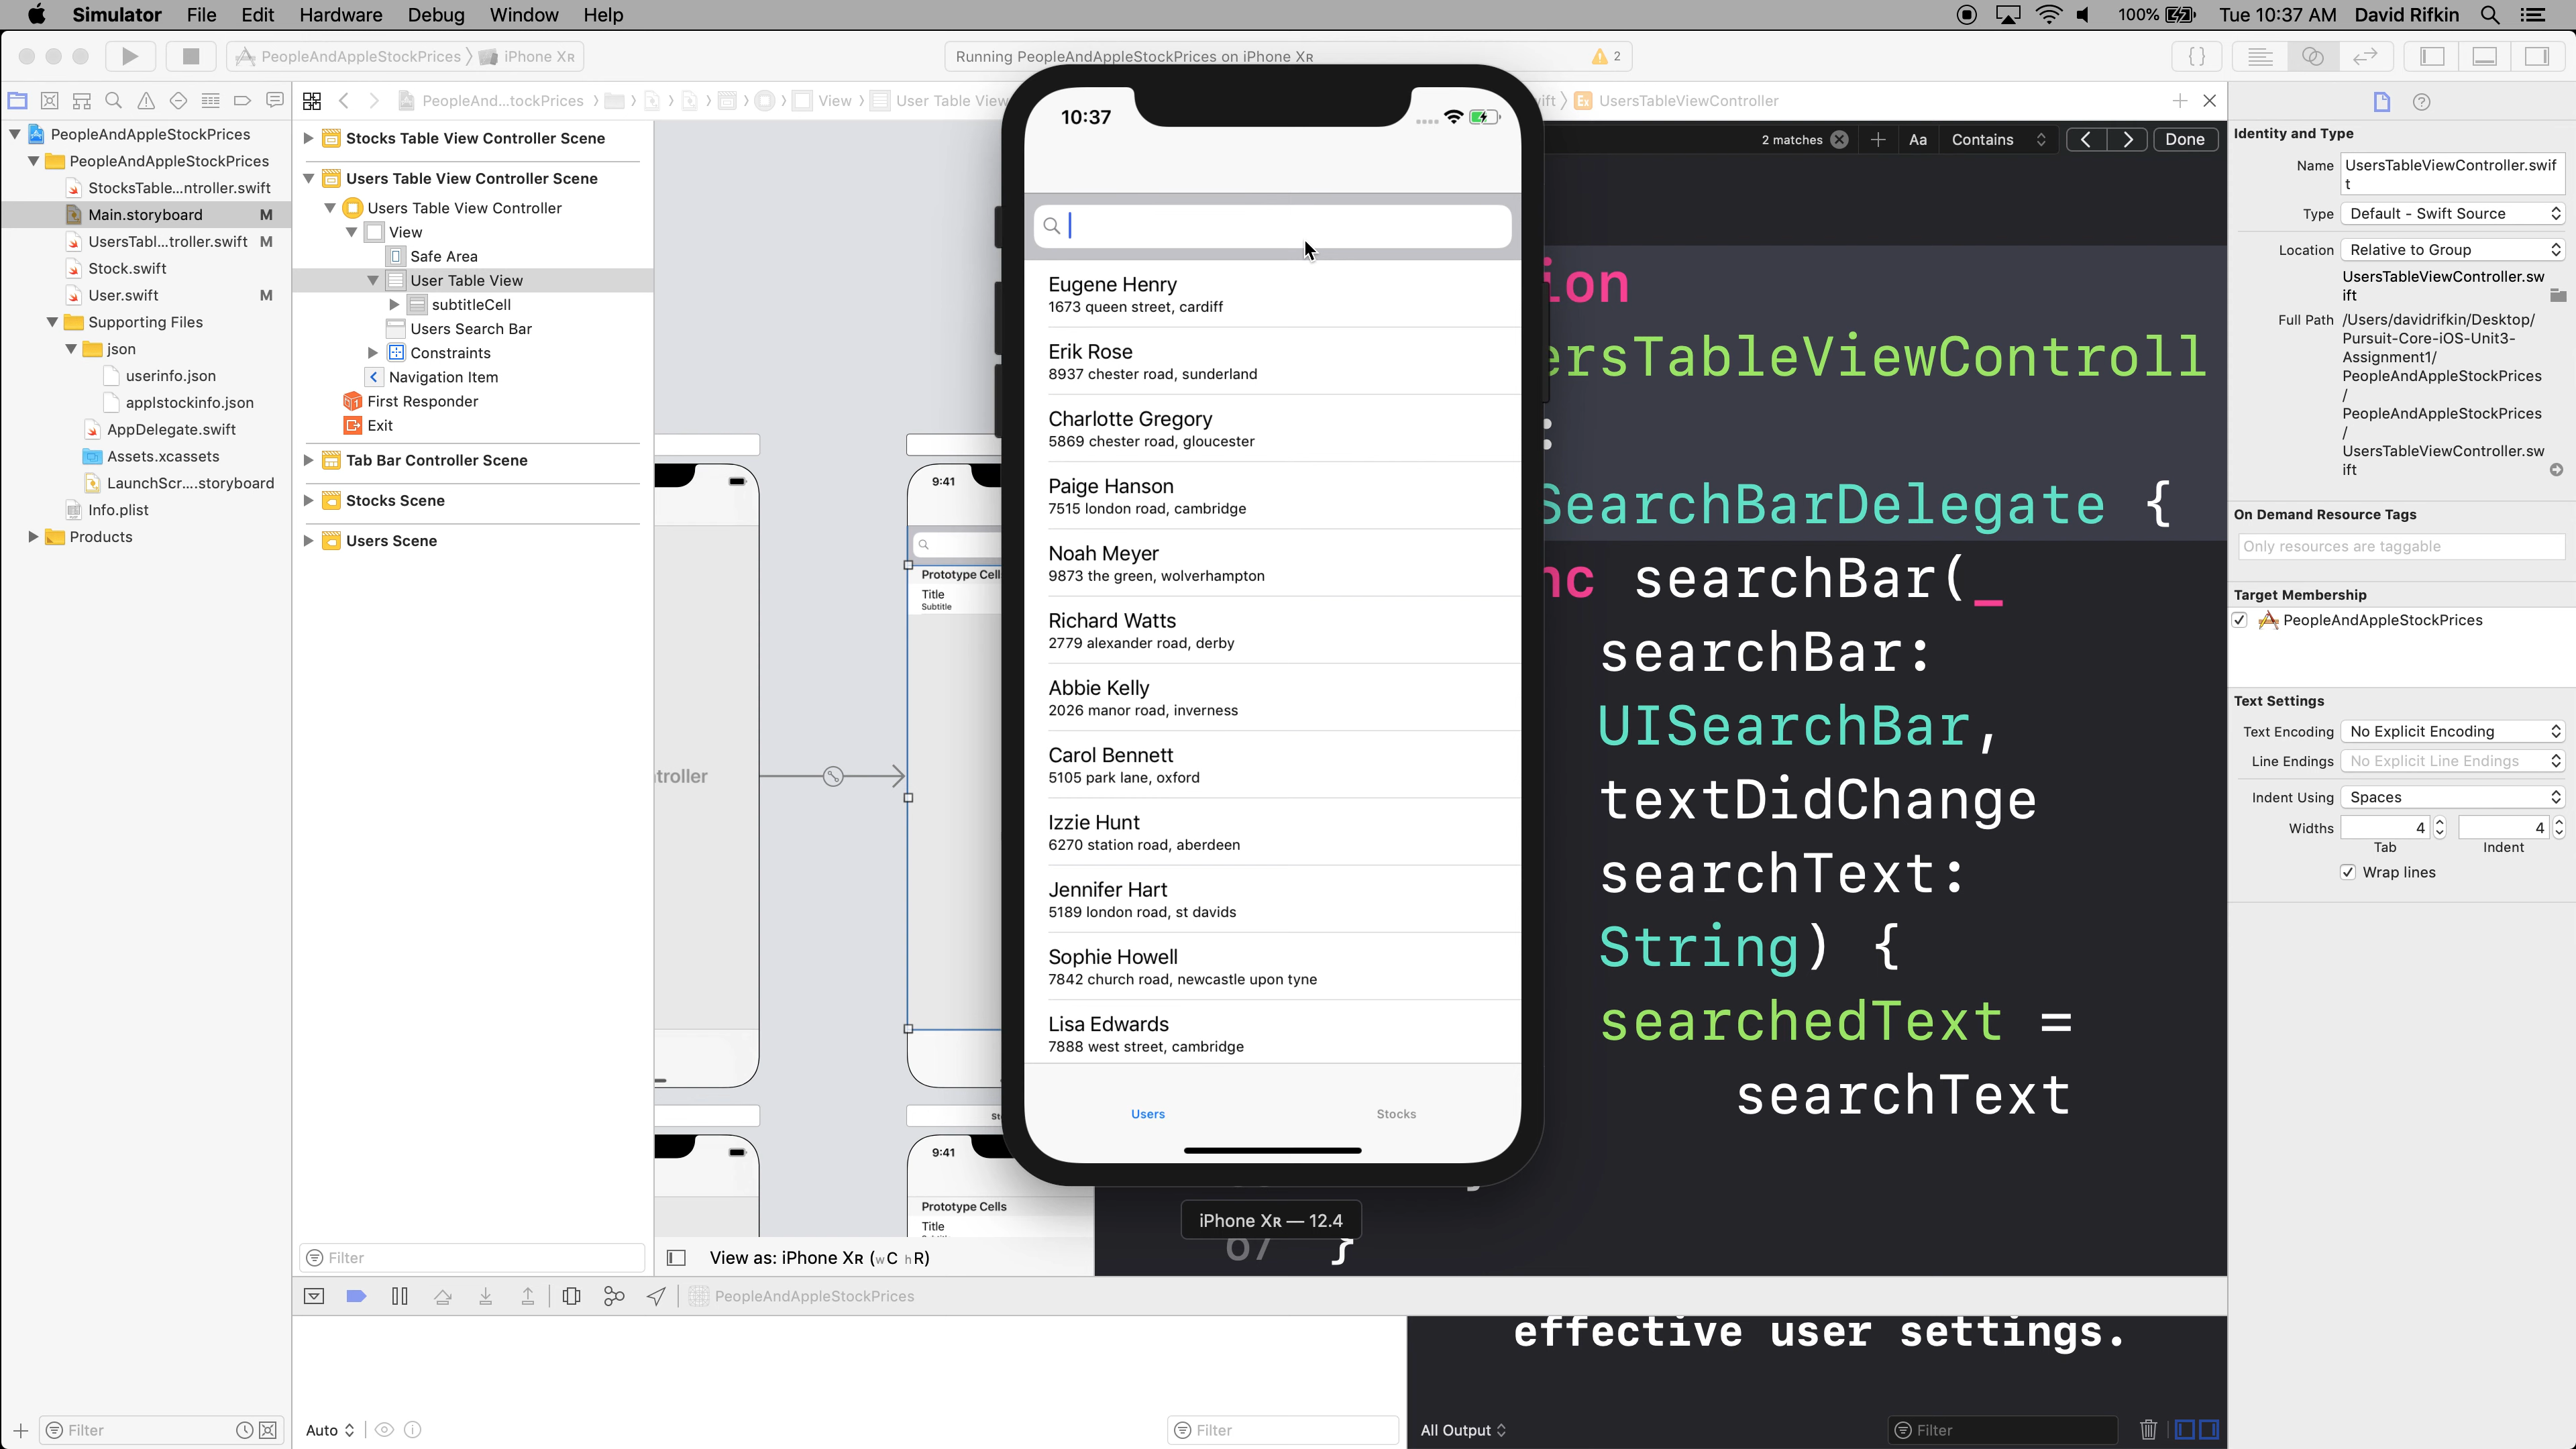 Simulator File Edit Hardware Debug Window Help
100% Tue 10:37 AM David Rifkin
PeopleAndAppleStockPrices iPhone XR
Running PeopleAndAppleStockPrices on iPhone XR
2
PeopleAnd...tockPrices View User Table View
UsersTableViewController
PeopleAndAppleStockPrices
PeopleAndAppleStockPrices
StocksTable...ntroller.swift
Main.storyboard M
UsersTabl...troller.swift M
Stock.swift
User.swift M
Supporting Files
json
userinfo.json
applstockinfo.json
AppDelegate.swift
Assets.xcassets
LaunchScr....storyboard
Info.plist
Products
Filter
Stocks Table View Controller Scene
Users Table View Controller Scene
Users Table View Controller
View
Safe Area
User Table View
subtitleCell
Users Search Bar
Constraints
Navigation Item
First Responder
Exit
Tab Bar Controller Scene
Stocks Scene
Users Scene
Filter
troller
9:41
Prototype Cells
Title
Subtitle
9:41
Prototype Cells
Title
View as: iPhone XR (wC hR)
10:37
Eugene Henry
1673 queen street, cardiff
Erik Rose
8937 chester road, sunderland
Charlotte Gregory
5869 chester road, gloucester
Paige Hanson
7515 london road, cambridge
Noah Meyer
9873 the green, wolverhampton
Richard Watts
2779 alexander road, derby
Abbie Kelly
2026 manor road, inverness
Carol Bennett
5105 park lane, oxford
Izzie Hunt
6270 station road, aberdeen
Jennifer Hart
5189 london road, st davids
Sophie Howell
7842 church road, newcastle upon tyne
Lisa Edwards
7888 west street, cambridge
Users Stocks
iPhone XR — 12.4
2 matches Aa Contains Done
ion
ersTableViewControll
:
SearchBarDelegate {
nc searchBar(_
searchBar:
UISearchBar,
textDidChange
searchText:
String) {
searchedText =
searchText
67 }
PeopleAndAppleStockPrices
effective user settings.
Auto
Filter
All Output
Filter
Identity and Type
Name UsersTableViewController.swif
t
Type Default - Swift Source
Location Relative to Group
UsersTableViewController.sw
ift
Full Path /Users/davidrifkin/Desktop/
Pursuit-Core-iOS-Unit3-
Assignment1/
PeopleAndAppleStockPrices
/
PeopleAndAppleStockPrices
/
UsersTableViewController.sw
ift
On Demand Resource Tags
Only resources are taggable
Target Membership
PeopleAndAppleStockPrices
Text Settings
Text Encoding No Explicit Encoding
Line Endings No Explicit Line Endings
Indent Using Spaces
Widths 4 4
Tab Indent
Wrap lines